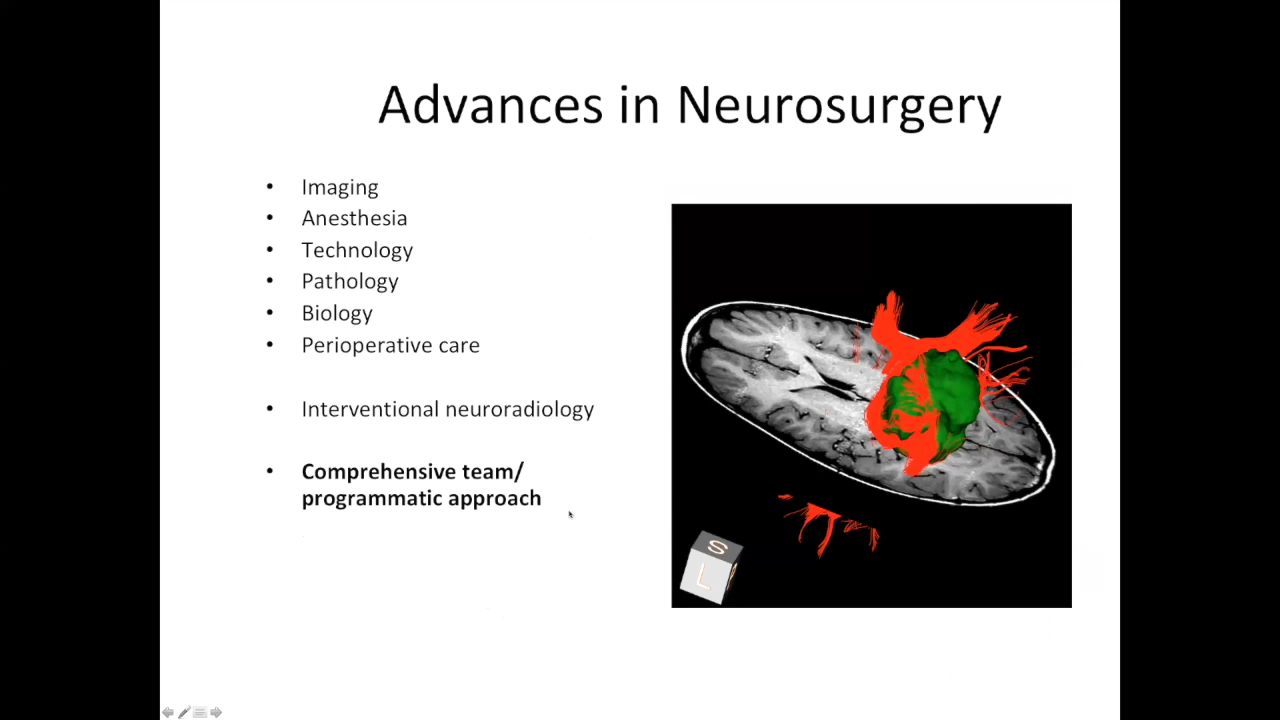 Advances in Neurosurgery
• Imaging
• Anesthesia
• Technology
• Pathology
• Biology
• Perioperative care
• Interventional neuroradiology
• Comprehensive team/
programmatic approach
S
L